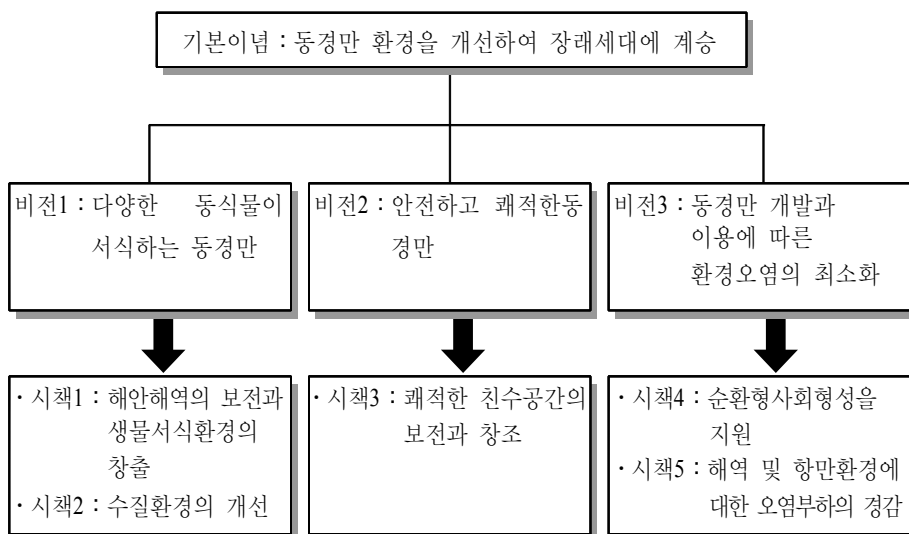 기본이념 : 동경만 환경을 개선하여 장래세대에 계승
비전1 : 다양한 동식물이
서식하는 동경만
비전2 : 안전하고 쾌적한동
경만
비전3 : 동경만 개발과
이용에 따른
환경오염의 최소화
· 시책1 : 해안해역의 보전과
생물서식환경의
창출
· 시책2 : 수질환경의 개선
· 시책3 : 쾌적한 친수공간의
보전과 창조
· 시책4 : 순환형사회형성을
지원
· 시책5 : 해역 및 항만환경에
대한 오염부하의 경감